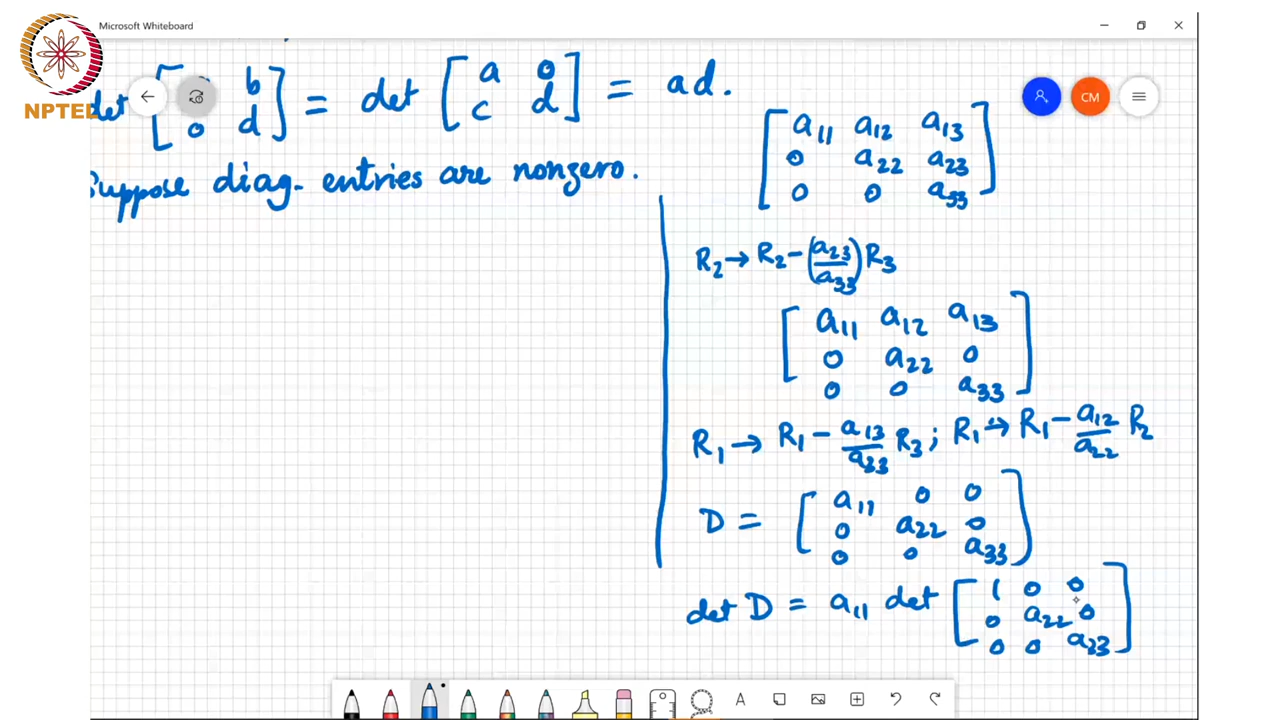 Microsoft Whiteboard
NPTEL
CM
det [ b
0 d ] = det [ a 0
c d ] = ad.
Suppose diag. entries are nonzero.
[ a11 a12 a13
0 a22 a23
0 0 a33 ]
R2 → R2 - (a23/a33) R3
[ a11 a12 a13
0 a22 0
0 0 a33 ]
R1 → R1 - a13/a33 R3 ; R1 → R1 - a12/a22 R2
D = [ a11 0 0
0 a22 0
0 0 a33 ]
det D = a11 det [ 1 0 0
0 a22 0
0 0 a33 ]